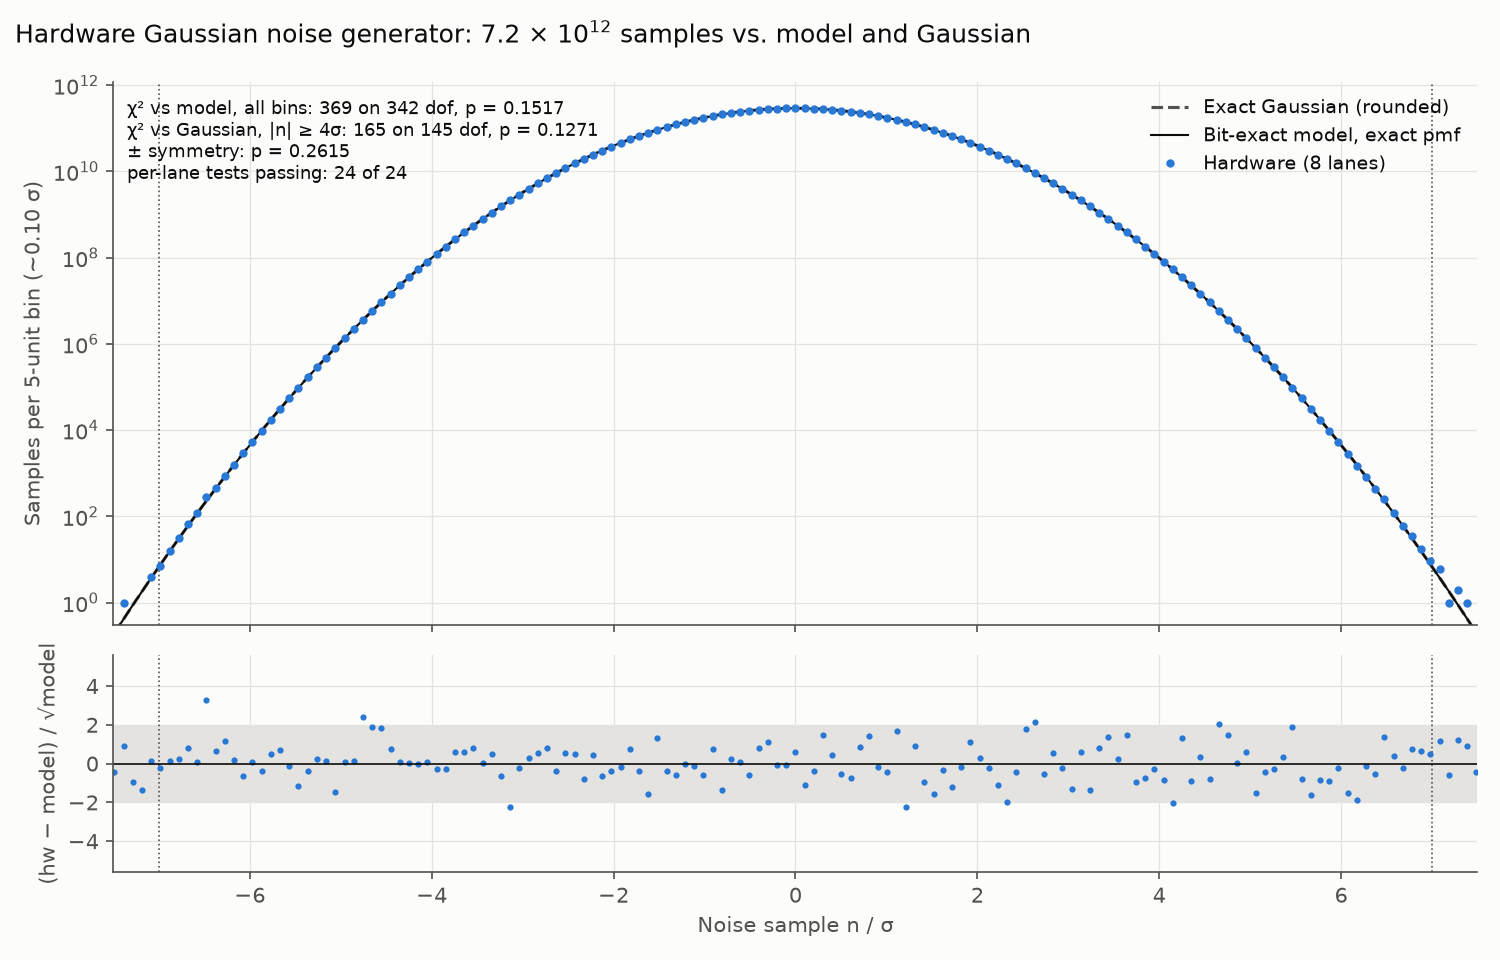 Hardware Gaussian noise generator: 7.2 × 10¹² samples vs. model and Gaussian
χ² vs model, all bins: 369 on 342 dof, p = 0.1517
χ² vs Gaussian, |n| ≥ 4σ: 165 on 145 dof, p = 0.1271
± symmetry: p = 0.2615
per-lane tests passing: 24 of 24
Exact Gaussian (rounded)
Bit-exact model, exact pmf
Hardware (8 lanes)
Samples per 5-unit bin (~0.10 σ)
10¹²
10¹⁰
10⁸
10⁶
10⁴
10²
10⁰
(hw − model) / √model
4
2
0
−2
−4
−6
−4
−2
0
2
4
6
Noise sample n / σ